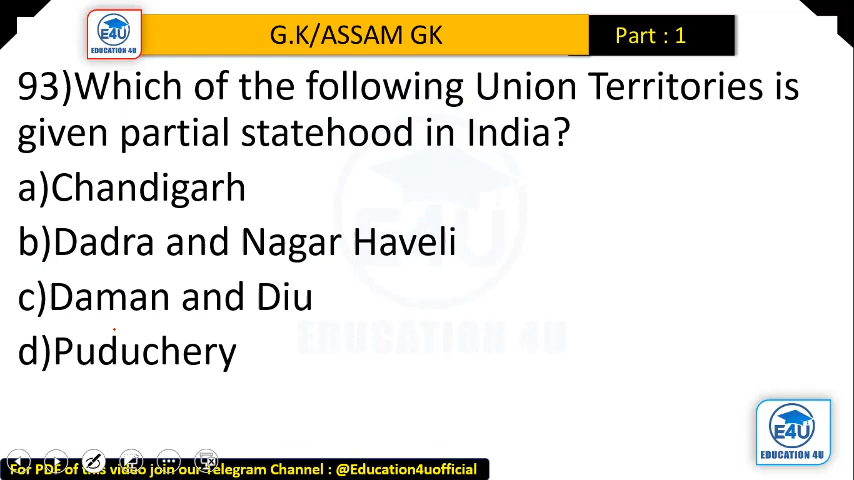 E4U
EDUCATION 4U
G.K/ASSAM GK
Part : 1
93)Which of the following Union Territories is
given partial statehood in India?
a)Chandigarh
b)Dadra and Nagar Haveli
c)Daman and Diu
d)Puduchery
E4U
EDUCATION 4U
E4U
EDUCATION 4U
For PDF of this video join our Telegram Channel : @Education4uofficial